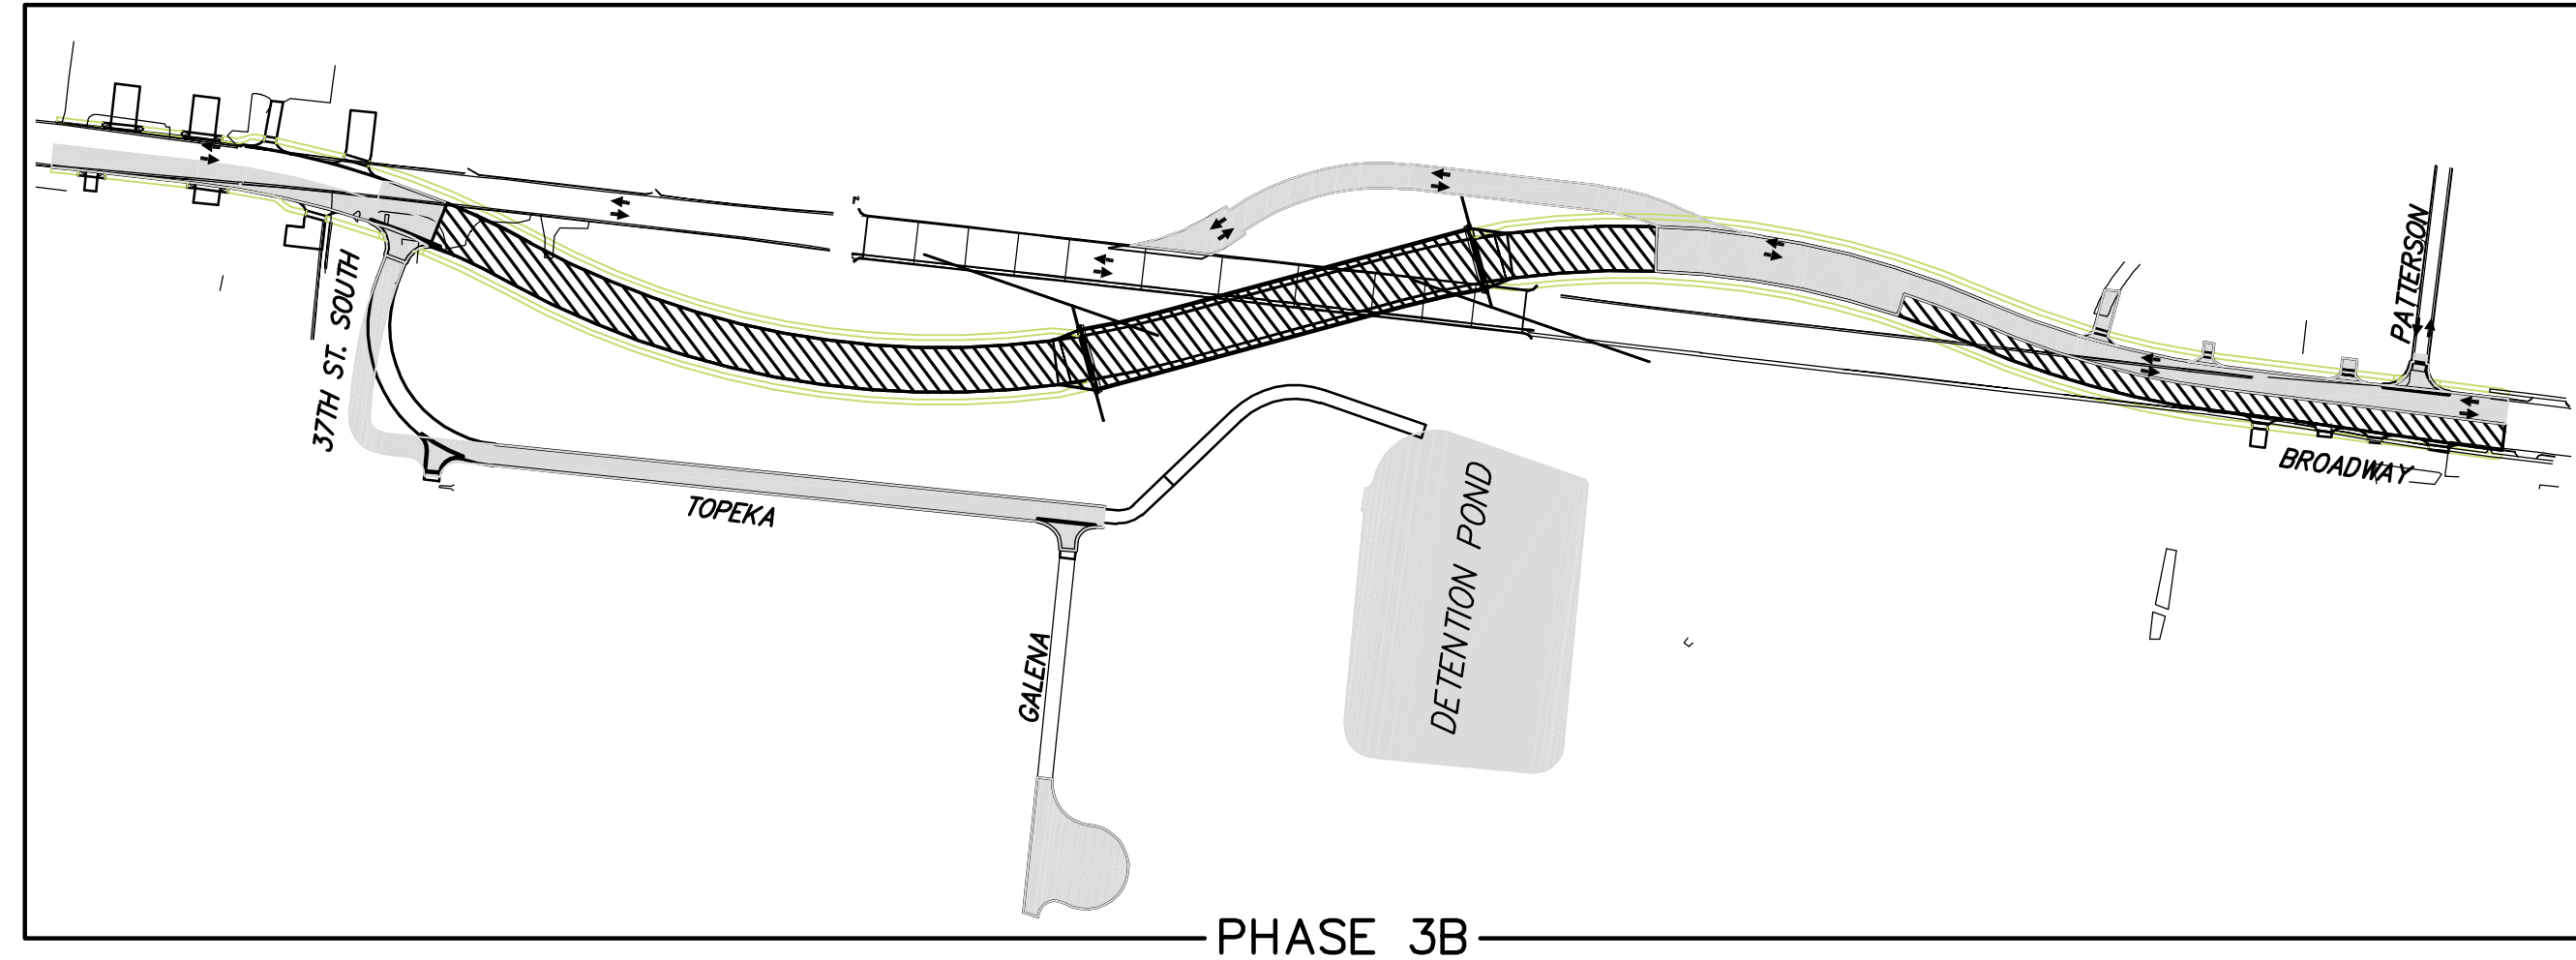 37TH ST. SOUTH
PATTERSON
BROADWAY
TOPEKA
DETENTION POND
GALENA
PHASE 3B